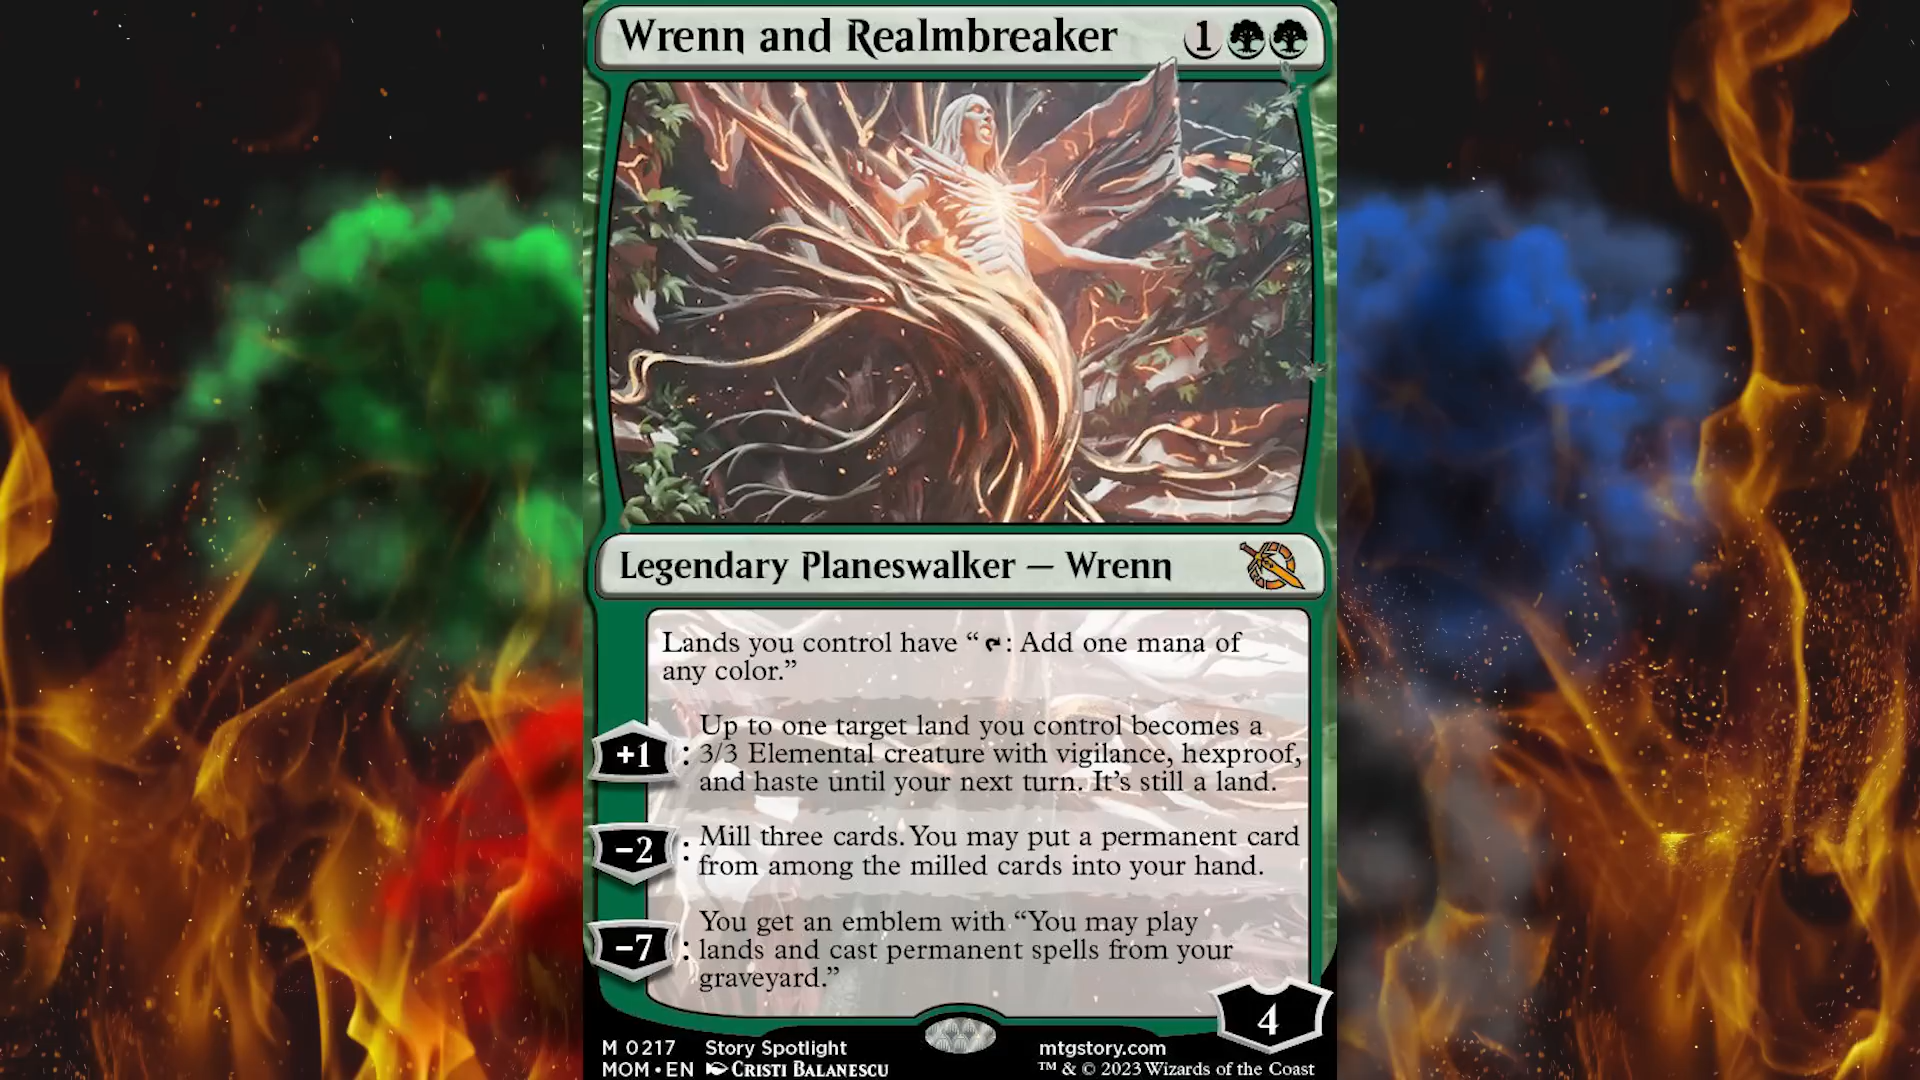 Wrenn and Realmbreaker 1
Legendary Planeswalker — Wrenn
Lands you control have “ : Add one mana of
any color.”
Up to one target land you control becomes a
+1 : 3/3 Elemental creature with vigilance, hexproof,
and haste until your next turn. It’s still a land.
−2 : Mill three cards. You may put a permanent card
from among the milled cards into your hand.
You get an emblem with “You may play
−7 : lands and cast permanent spells from your
graveyard.”
4
M 0217 Story Spotlight mtgstory.com
MOM • EN CRISTI BALANESCU ™ & © 2023 Wizards of the Coast